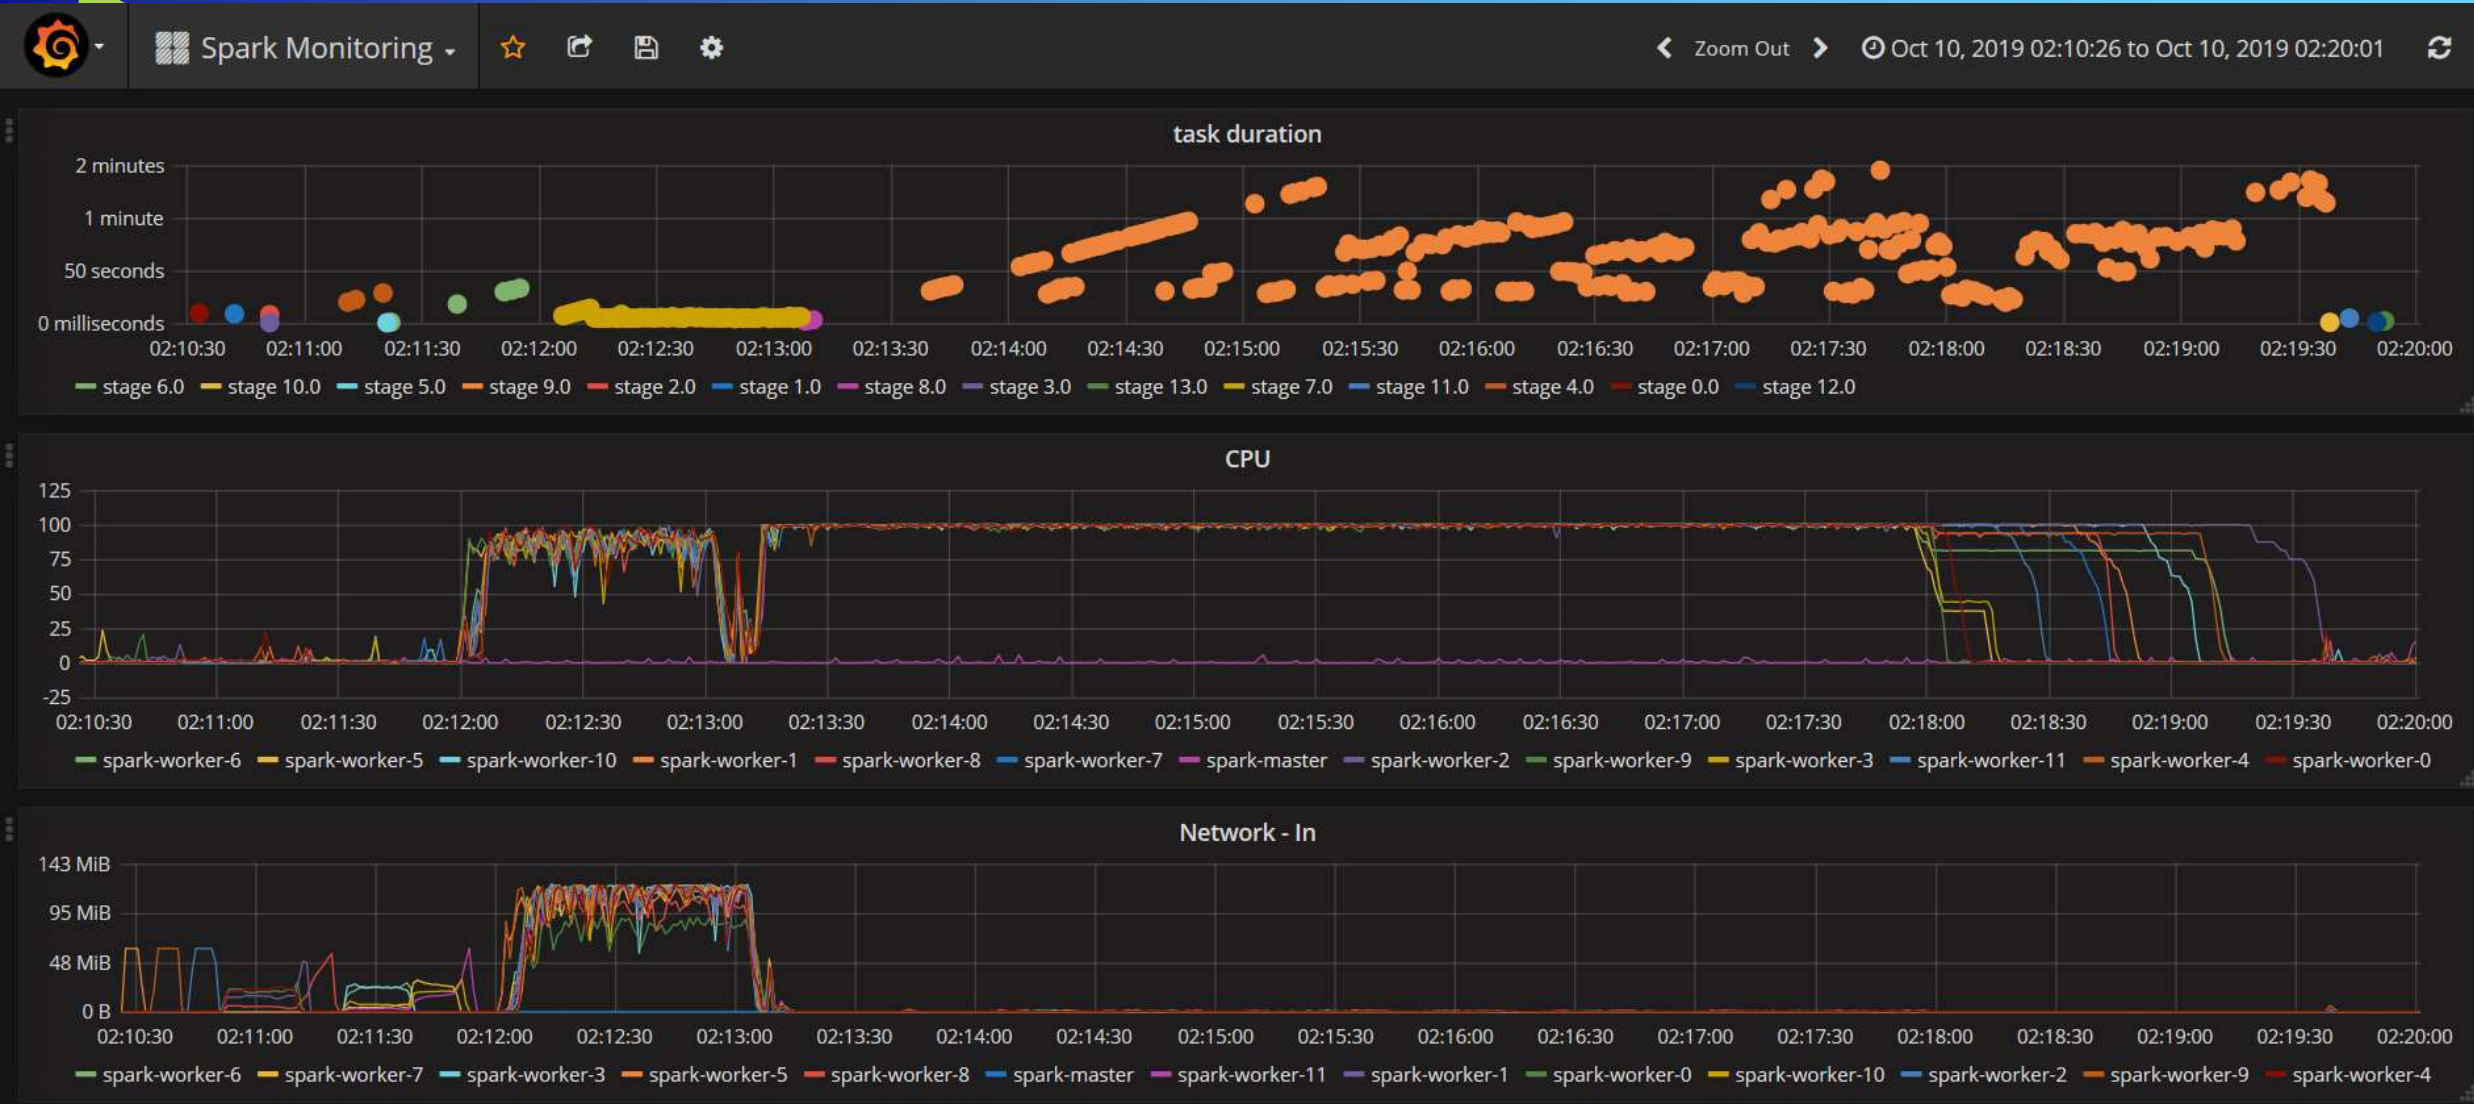 Spark Monitoring Zoom Out Oct 10, 2019 02:10:26 to Oct 10, 2019 02:20:01
task duration
2 minutes
1 minute
50 seconds
0 milliseconds
02:10:30 02:11:00 02:11:30 02:12:00 02:12:30 02:13:00 02:13:30 02:14:00 02:14:30 02:15:00 02:15:30 02:16:00 02:16:30 02:17:00 02:17:30 02:18:00 02:18:30 02:19:00 02:19:30 02:20:00
stage 6.0 stage 10.0 stage 5.0 stage 9.0 stage 2.0 stage 1.0 stage 8.0 stage 3.0 stage 13.0 stage 7.0 stage 11.0 stage 4.0 stage 0.0 stage 12.0
CPU
125
100
75
50
25
0
-25
02:10:30 02:11:00 02:11:30 02:12:00 02:12:30 02:13:00 02:13:30 02:14:00 02:14:30 02:15:00 02:15:30 02:16:00 02:16:30 02:17:00 02:17:30 02:18:00 02:18:30 02:19:00 02:19:30 02:20:00
spark-worker-6 spark-worker-5 spark-worker-10 spark-worker-1 spark-worker-8 spark-worker-7 spark-master spark-worker-2 spark-worker-9 spark-worker-3 spark-worker-11 spark-worker-4 spark-worker-0
Network - In
143 MiB
95 MiB
48 MiB
0 B
02:10:30 02:11:00 02:11:30 02:12:00 02:12:30 02:13:00 02:13:30 02:14:00 02:14:30 02:15:00 02:15:30 02:16:00 02:16:30 02:17:00 02:17:30 02:18:00 02:18:30 02:19:00 02:19:30 02:20:00
spark-worker-6 spark-worker-7 spark-worker-3 spark-worker-5 spark-worker-8 spark-master spark-worker-11 spark-worker-1 spark-worker-0 spark-worker-10 spark-worker-2 spark-worker-9 spark-worker-4